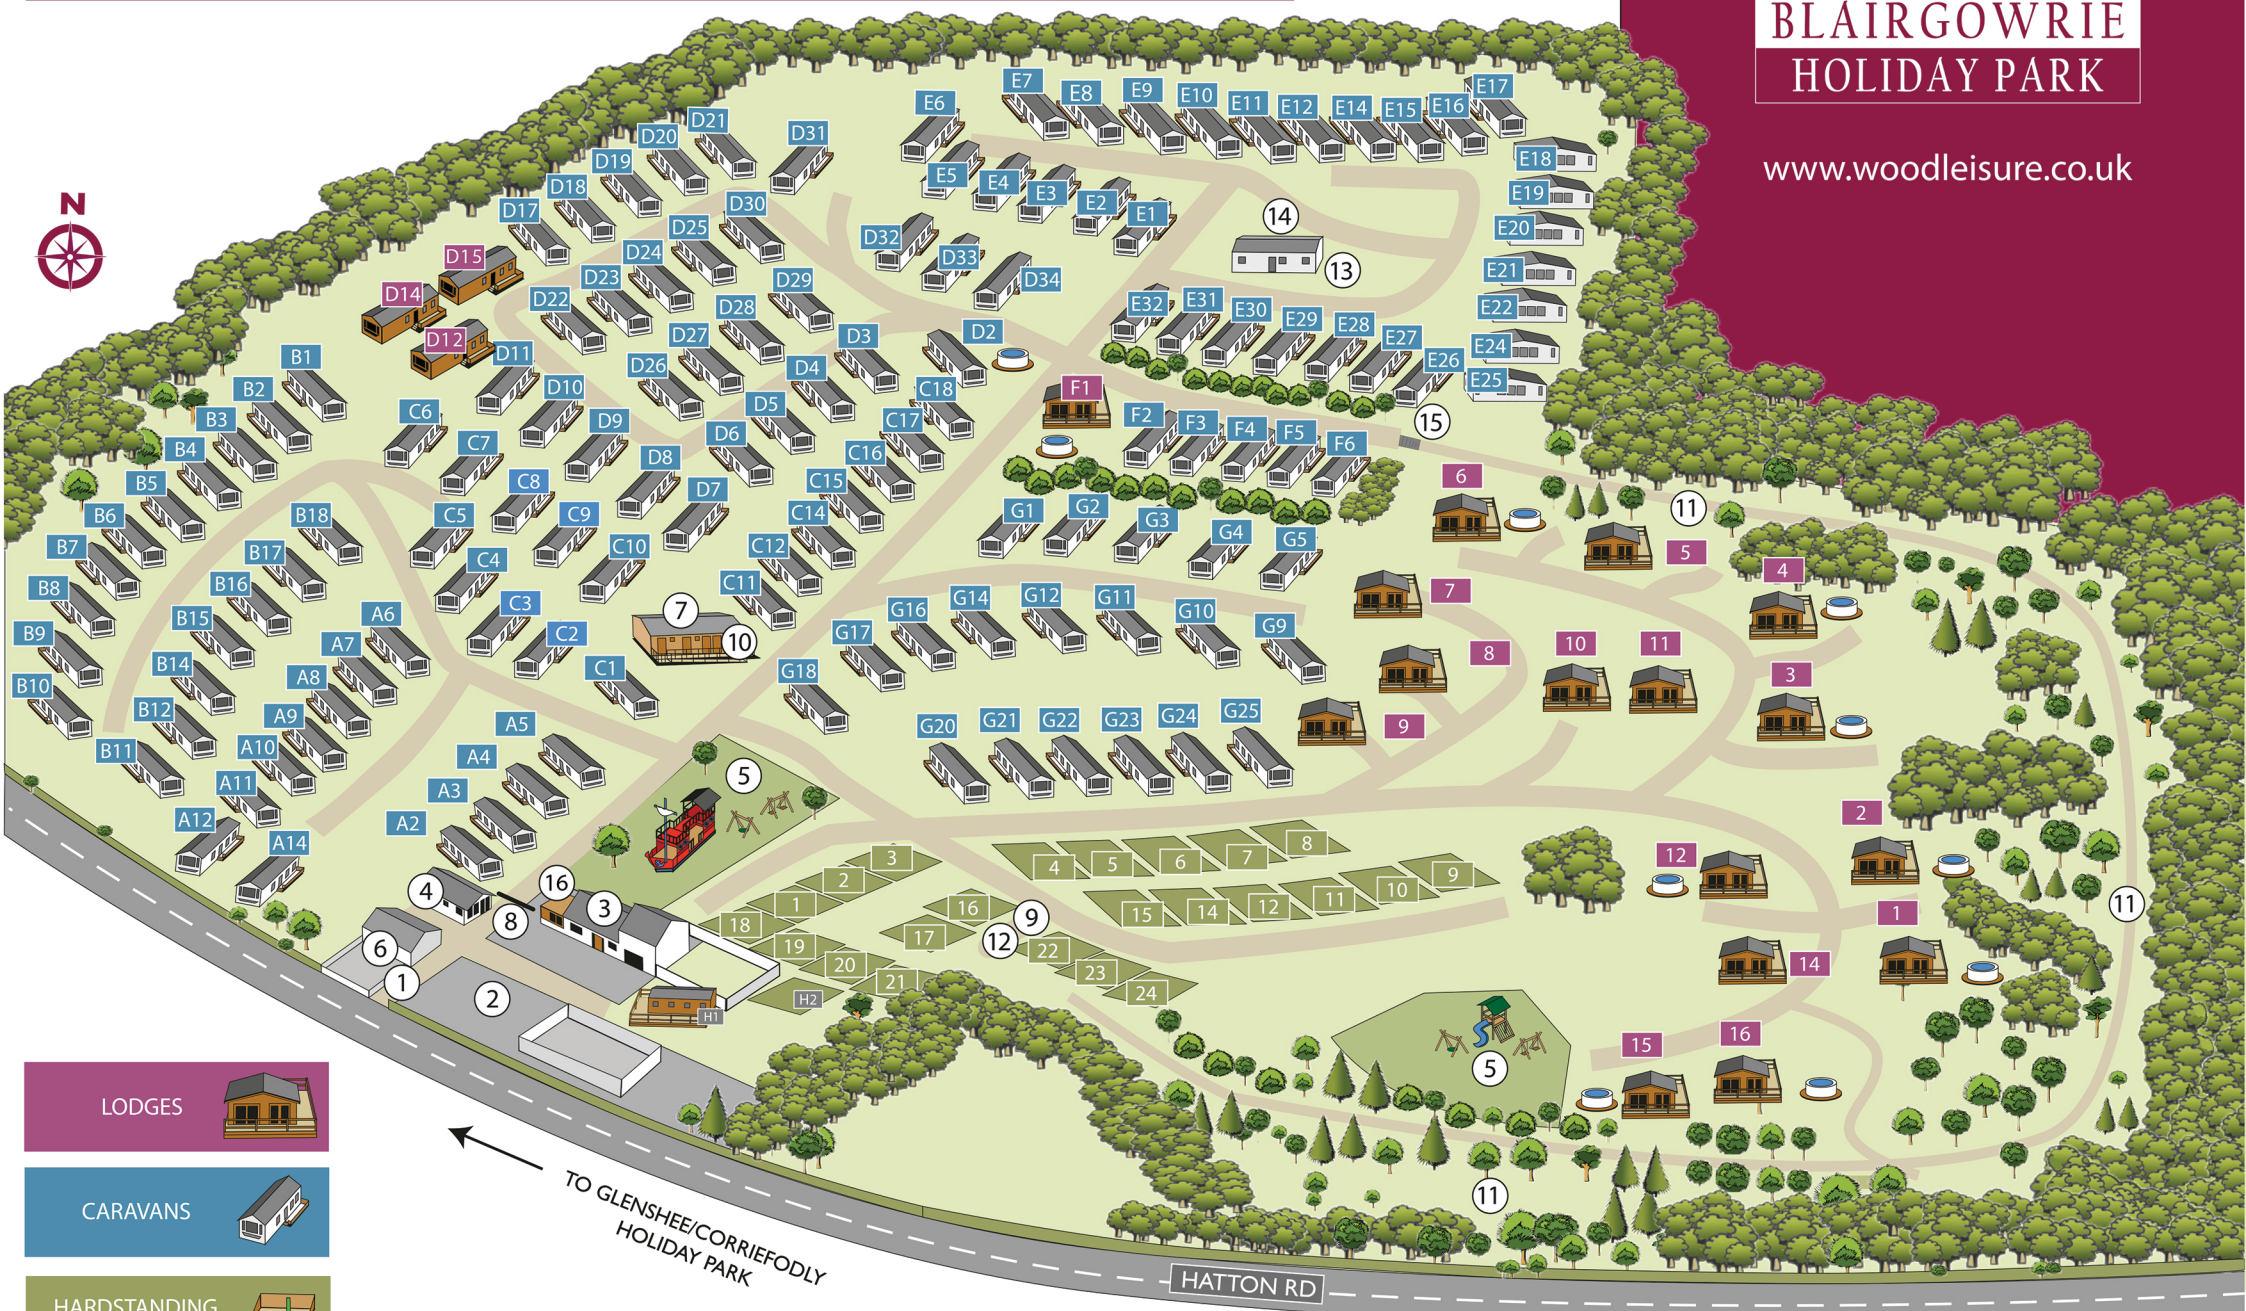 BLAIRGOWRIE
HOLIDAY PARK
www.woodleisure.co.uk
N
E7
E8
E9
E10
E11
E12
E14
E15
E16
E17
E6
E5
E4
E3
E2
E1
E18
E19
E20
E21
E22
E24
E25
D21
D20
D19
D18
D17
D31
D30
D25
D24
D23
D22
D32
D33
D34
14
13
D15
D14
D12
D11
D10
D9
D8
D7
D29
D28
D27
D26
D3
D4
D5
D6
D2
E32
E31
E30
E29
E28
E27
E26
15
F1
F2
F3
F4
F5
F6
B1
B2
B3
B4
B5
B6
B7
B8
B9
B10
B11
B12
B14
B15
B16
B17
B18
C6
C7
C8
C9
C10
C5
C4
C3
C2
C1
C18
C17
C16
C15
C14
C12
C11
7
10
G1
G2
G3
G4
G5
G18
G17
G16
G14
G12
G11
G10
G9
G20
G21
G22
G23
G24
G25
A6
A7
A8
A9
A10
A11
A12
A14
A5
A4
A3
A2
6
5
4
7
8
9
10
11
3
2
12
1
14
15
16
11
11
11
5
5
4
16
3
8
6
1
2
3
2
1
18
19
20
21
H2
H1
16
17
9
12
22
23
24
4
5
6
7
8
15
14
12
11
10
9
LODGES
CARAVANS
HARDSTANDING
TO GLENSHEE/CORRIEFODLY
HOLIDAY PARK
HATTON RD